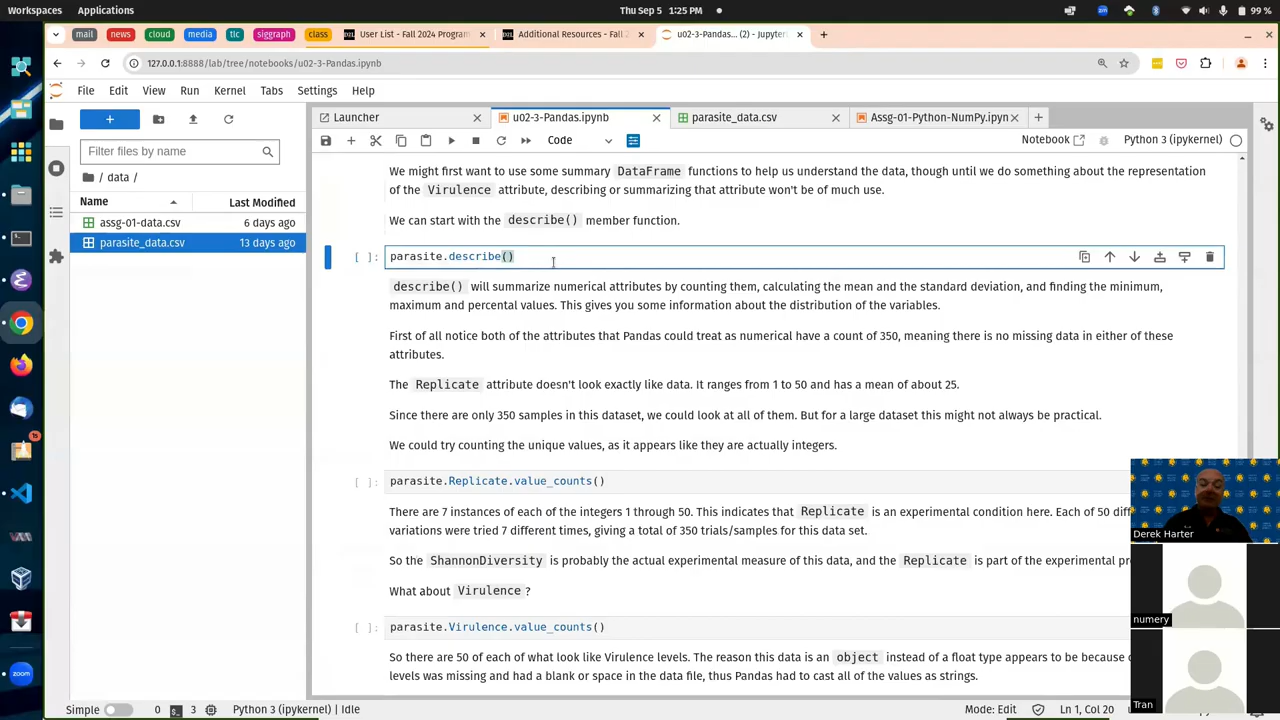 Workspaces
Applications
Thu Sep 5 1:25 PM
99 %
mail
news
cloud
media
tlc
siggraph
class
D2L
User List - Fall 2024 Program
D2L
Additional Resources - Fall 2
u02-3-Pandas... (2) - Jupyter
127.0.0.1:8888/lab/tree/notebooks/u02-3-Pandas.ipynb
File Edit View Run Kernel Tabs Settings Help
Launcher
u02-3-Pandas.ipynb
parasite_data.csv
Assg-01-Python-NumPy.ipyn
Code
Notebook
Python 3 (ipykernel)
Filter files by name
/ data /
Name
Last Modified
assg-01-data.csv
6 days ago
parasite_data.csv
13 days ago
We might first want to use some summary DataFrame functions to help us understand the data, though until we do something about the representation
of the Virulence attribute, describing or summarizing that attribute won't be of much use.
We can start with the describe() member function.
[ ]: parasite.describe()
describe() will summarize numerical attributes by counting them, calculating the mean and the standard deviation, and finding the minimum,
maximum and percental values. This gives you some information about the distribution of the variables.
First of all notice both of the attributes that Pandas could treat as numerical have a count of 350, meaning there is no missing data in either of these
attributes.
The Replicate attribute doesn't look exactly like data. It ranges from 1 to 50 and has a mean of about 25.
Since there are only 350 samples in this dataset, we could look at all of them. But for a large dataset this might not always be practical.
We could try counting the unique values, as it appears like they are actually integers.
[ ]: parasite.Replicate.value_counts()
There are 7 instances of each of the integers 1 through 50. This indicates that Replicate is an experimental condition here. Each of 50 diff
variations were tried 7 different times, giving a total of 350 trials/samples for this data set.
So the ShannonDiversity is probably the actual experimental measure of this data, and the Replicate is part of the experimental pr
What about Virulence ?
[ ]: parasite.Virulence.value_counts()
So there are 50 of each of what look like Virulence levels. The reason this data is an object instead of a float type appears to be because
levels was missing and had a blank or space in the data file, thus Pandas had to cast all of the values as strings.
Derek Harter
numery
Tran
Simple
0
3
Python 3 (ipykernel) | Idle
Mode: Edit
Ln 1, Col 20